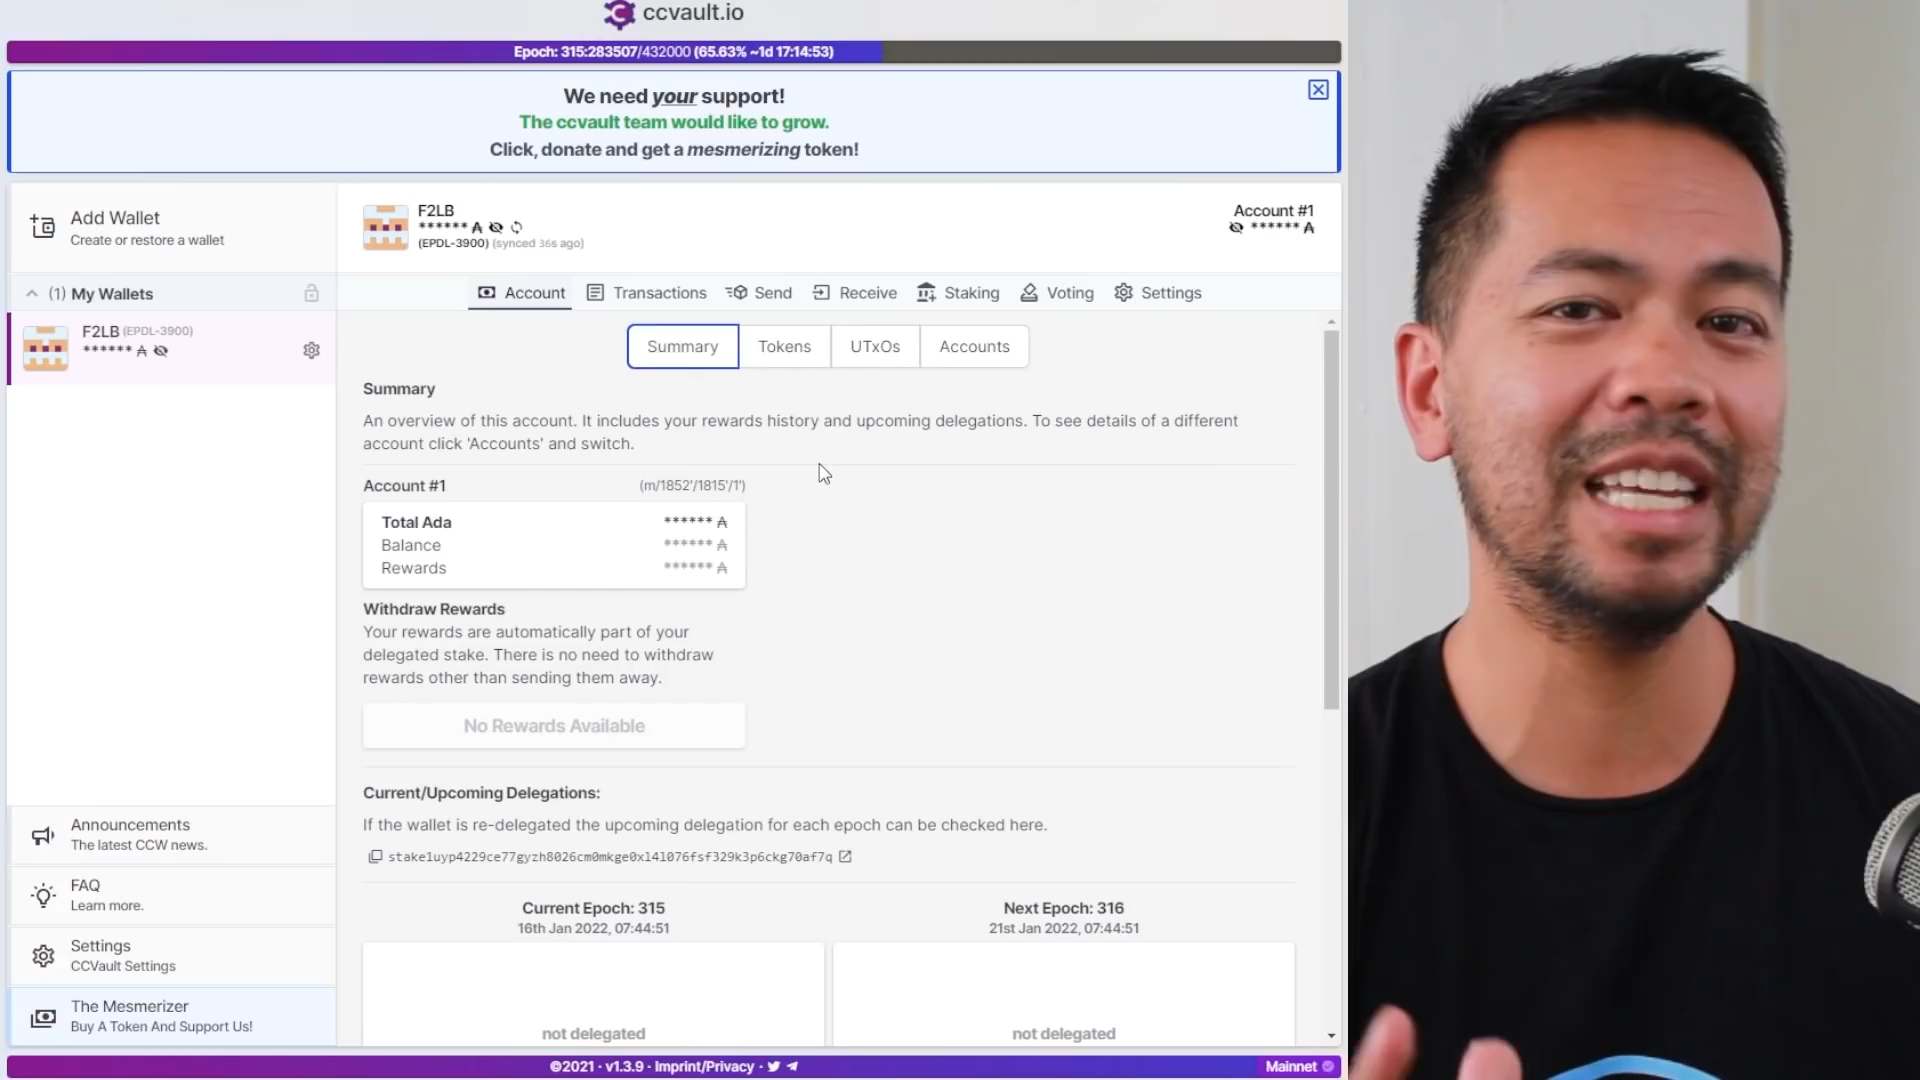 ccvault.io
Epoch: 315:283507/432000 (65.63% ~1d 17:14:53)
We need your support!
The ccvault team would like to grow.
Click, donate and get a mesmerizing token!
Add Wallet
Create or restore a wallet
(1) My Wallets
F2LB (EPDL-3900)
****** ₳
F2LB
****** ₳
(EPDL-3900) (synced 36s ago)
Account #1
****** ₳
Account Transactions Send Receive Staking Voting Settings
Summary Tokens UTxOs Accounts
Summary
An overview of this account. It includes your rewards history and upcoming delegations. To see details of a different
account click 'Accounts' and switch.
Account #1 (m/1852'/1815'/1')
Total Ada ****** ₳
Balance ****** ₳
Rewards ****** ₳
Withdraw Rewards
Your rewards are automatically part of your
delegated stake. There is no need to withdraw
rewards other than sending them away.
No Rewards Available
Current/Upcoming Delegations:
If the wallet is re-delegated the upcoming delegation for each epoch can be checked here.
stake1uyp4229ce77gyzh8026cm0mkge0xl4l076fsf329k3p6ckg70af7q
Current Epoch: 315
16th Jan 2022, 07:44:51
not delegated
Next Epoch: 316
21st Jan 2022, 07:44:51
not delegated
Announcements
The latest CCW news.
FAQ
Learn more.
Settings
CCVault Settings
The Mesmerizer
Buy A Token And Support Us!
©2021 · v1.3.9 · Imprint/Privacy ·
Mainnet